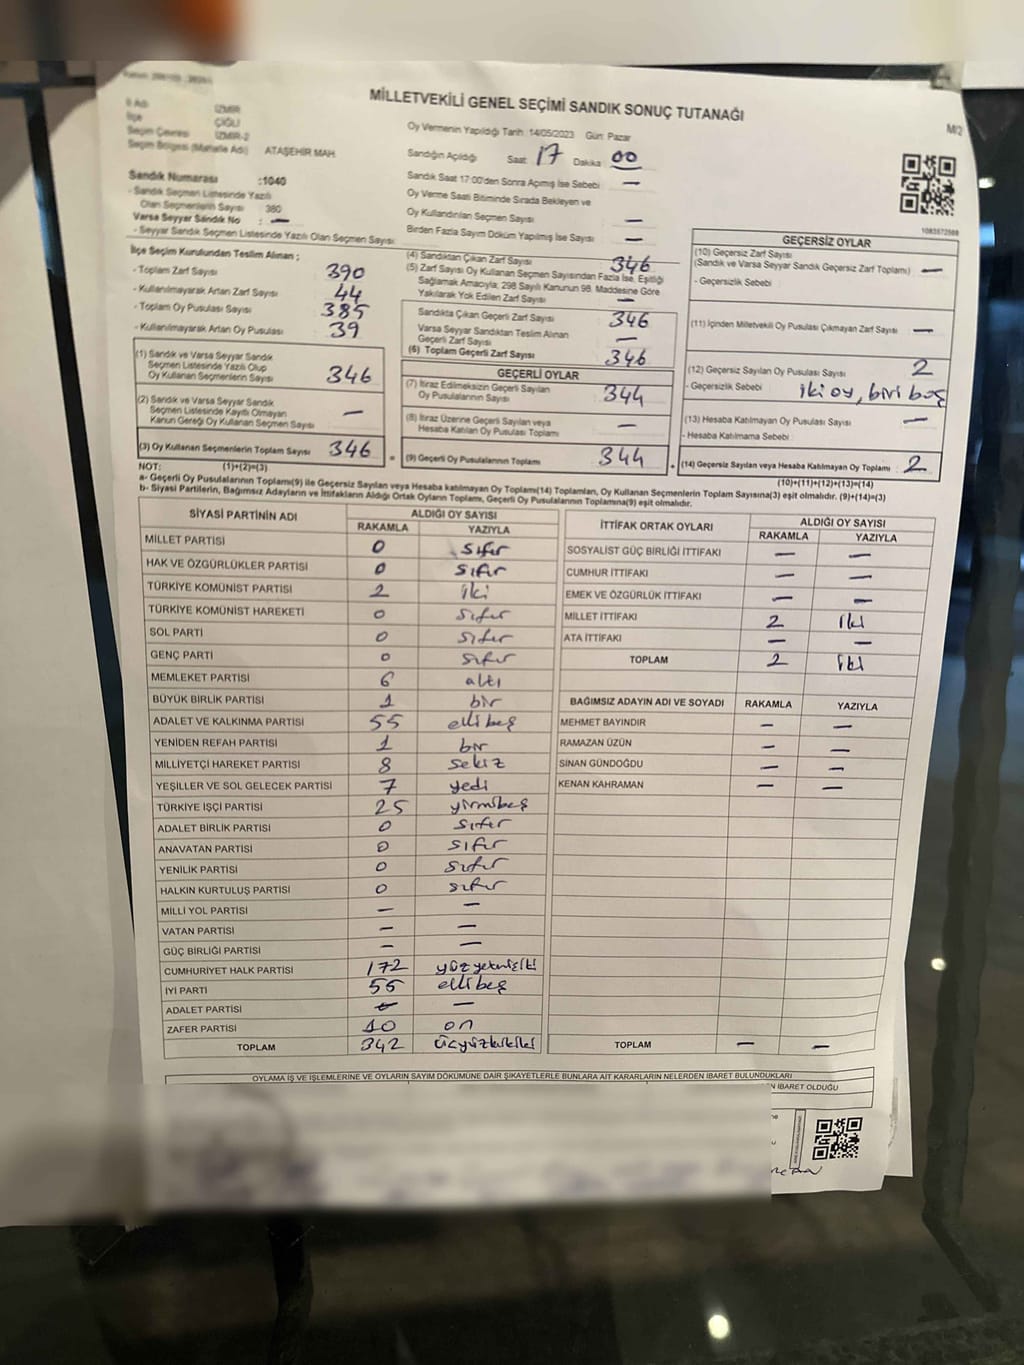 MİLLETVEKİLİ GENEL SEÇİMİ SANDIK SONUÇ TUTANAĞI
M/2
İl Adı İZMİR
İlçe ÇİĞLİ
Seçim Çevresi İZMİR-2
Seçim Bölgesi (Mahalle Adı) ATAŞEHİR MAH.
Sandık Numarası :1040
- Sandık Seçmen Listesinde Yazılı
Olan Seçmenlerin Sayısı 380
Varsa Seyyar Sandık No : —
- Seyyar Sandık Seçmen Listesinde Yazılı Olan Seçmen Sayısı
Oy Vermenin Yapıldığı Tarih 14/05/2023 Gün: Pazar
Sandığın Açıldığı Saat 17 Dakika 00
Sandık Saat 17:00'den Sonra Açımış İse Sebebi —
Oy Verme Saati Bitiminde Sırada Bekleyen ve
Oy Kullandırılan Seçmen Sayısı —
Birden Fazla Sayım Döküm Yapılmış İse Sayısı —
1083572588
İlçe Seçim Kurulundan Teslim Alınan ;
- Toplam Zarf Sayısı 390
- Kullanılmayarak Artan Zarf Sayısı 44
- Toplam Oy Pusulası Sayısı 385
- Kullanılmayarak Artan Oy Pusulası 39
(1) Sandık ve Varsa Seyyar Sandık
Seçmen Listesinde Yazılı Olup
Oy Kullanan Seçmenlerin Sayısı 346
(2) Sandık ve Varsa Seyyar Sandık
Seçmen Listesinde Kayıtlı Olmayan
Kanun Gereği Oy Kullanan Seçmen Sayısı —
(3) Oy Kullanan Seçmenlerin Toplam Sayısı 346 =
(4) Sandıktan Çıkan Zarf Sayısı 346
(5) Zarf Sayısı Oy Kullanan Seçmen Sayısından Fazla İse, Eşitliği
Sağlamak Amacıyla; 298 Sayılı Kanunun 98. Maddesine Göre
Yakılarak Yok Edilen Zarf Sayısı —
Sandıkta Çıkan Geçerli Zarf Sayısı 346
Varsa Seyyar Sandıktan Teslim Alınan
Geçerli Zarf Sayısı —
(6) Toplam Geçerli Zarf Sayısı 346
GEÇERLİ OYLAR
(7) İtiraz Edilmeksizin Geçerli Sayılan
Oy Pusulalarının Sayısı 344
(8) İtiraz Üzerine Geçerli Sayılan veya
Hesaba Katılan Oy Pusulası Toplamı —
(9) Geçerli Oy Pusulalarının Toplamı 344 +
GEÇERSİZ OYLAR
(10) Geçersiz Zarf Sayısı
(Sandık ve Varsa Seyyar Sandık Geçersiz Zarf Toplamı) —
- Geçersizlik Sebebi
(11) İçinden Milletvekili Oy Pusulası Çıkmayan Zarf Sayısı —
(12) Geçersiz Sayılan Oy Pusulası Sayısı 2
- Geçersizlik Sebebi iki oy, biri boş
(13) Hesaba Katılmayan Oy Pusulası Sayısı —
- Hesaba Katılmama Sebebi
(14) Geçersiz Sayılan veya Hesaba Katılmayan Oy Toplamı 2
NOT: (1)+(2)=(3) (10)+(11)+(12)+(13)=(14)
a- Geçerli Oy Pusulalarının Toplamı(9) ile Geçersiz Sayılan veya Hesaba katılmayan Oy Toplamı(14) Toplamları, Oy Kullanan Seçmenlerin Toplam Sayısına(3) eşit olmalıdır. (9)+(14)=(3)
b- Siyasi Partilerin, Bağımsız Adayların ve İttifakların Aldığı Ortak Oyların Toplamı, Geçerli Oy Pusulalarının Toplamına(9) eşit olmalıdır.
SİYASİ PARTİNİN ADI ALDIĞI OY SAYISI
RAKAMLA YAZIYLA
MİLLET PARTİSİ 0 sıfır
HAK VE ÖZGÜRLÜKLER PARTİSİ 0 sıfır
TÜRKİYE KOMÜNİST PARTİSİ 2 iki
TÜRKİYE KOMÜNİST HAREKETİ 0 sıfır
SOL PARTİ 0 sıfır
GENÇ PARTİ 0 sıfır
MEMLEKET PARTİSİ 6 altı
BÜYÜK BİRLİK PARTİSİ 1 bir
ADALET VE KALKINMA PARTİSİ 55 elli beş
YENİDEN REFAH PARTİSİ 1 bir
MİLLİYETÇİ HAREKET PARTİSİ 8 sekiz
YEŞİLLER VE SOL GELECEK PARTİSİ 7 yedi
TÜRKİYE İŞÇİ PARTİSİ 25 yirmibeş
ADALET BİRLİK PARTİSİ 0 sıfır
ANAVATAN PARTİSİ 0 sıfır
YENİLİK PARTİSİ 0 sıfır
HALKIN KURTULUŞ PARTİSİ 0 sıfır
MİLLİ YOL PARTİSİ — —
VATAN PARTİSİ — —
GÜÇ BİRLİĞİ PARTİSİ — —
CUMHURİYET HALK PARTİSİ 172 yüzyetmişiki
İYİ PARTİ 55 elli beş
ADALET PARTİSİ —
ZAFER PARTİSİ 10 on
TOPLAM 342 üçyüzkırkiki
İTTİFAK ORTAK OYLARI ALDIĞI OY SAYISI
RAKAMLA YAZIYLA
SOSYALİST GÜÇ BİRLİĞİ İTTİFAKI — —
CUMHUR İTTİFAKI — —
EMEK VE ÖZGÜRLÜK İTTİFAKI — —
MİLLET İTTİFAKI 2 iki
ATA İTTİFAKI — —
TOPLAM 2 iki
BAĞIMSIZ ADAYIN ADI VE SOYADI RAKAMLA YAZIYLA
MEHMET BAYINDIR — —
RAMAZAN ÜZÜN — —
SİNAN GÜNDOĞDU — —
KENAN KAHRAMAN — —
TOPLAM — —
OYLAMA İŞ VE İŞLEMLERİNE VE OYLARIN SAYIM DÖKÜMÜNE DAİR ŞİKAYETLERLE BUNLARA AİT KARARLARIN NELERDEN İBARET BULUNDUKLARI
İBARET OLDUĞU